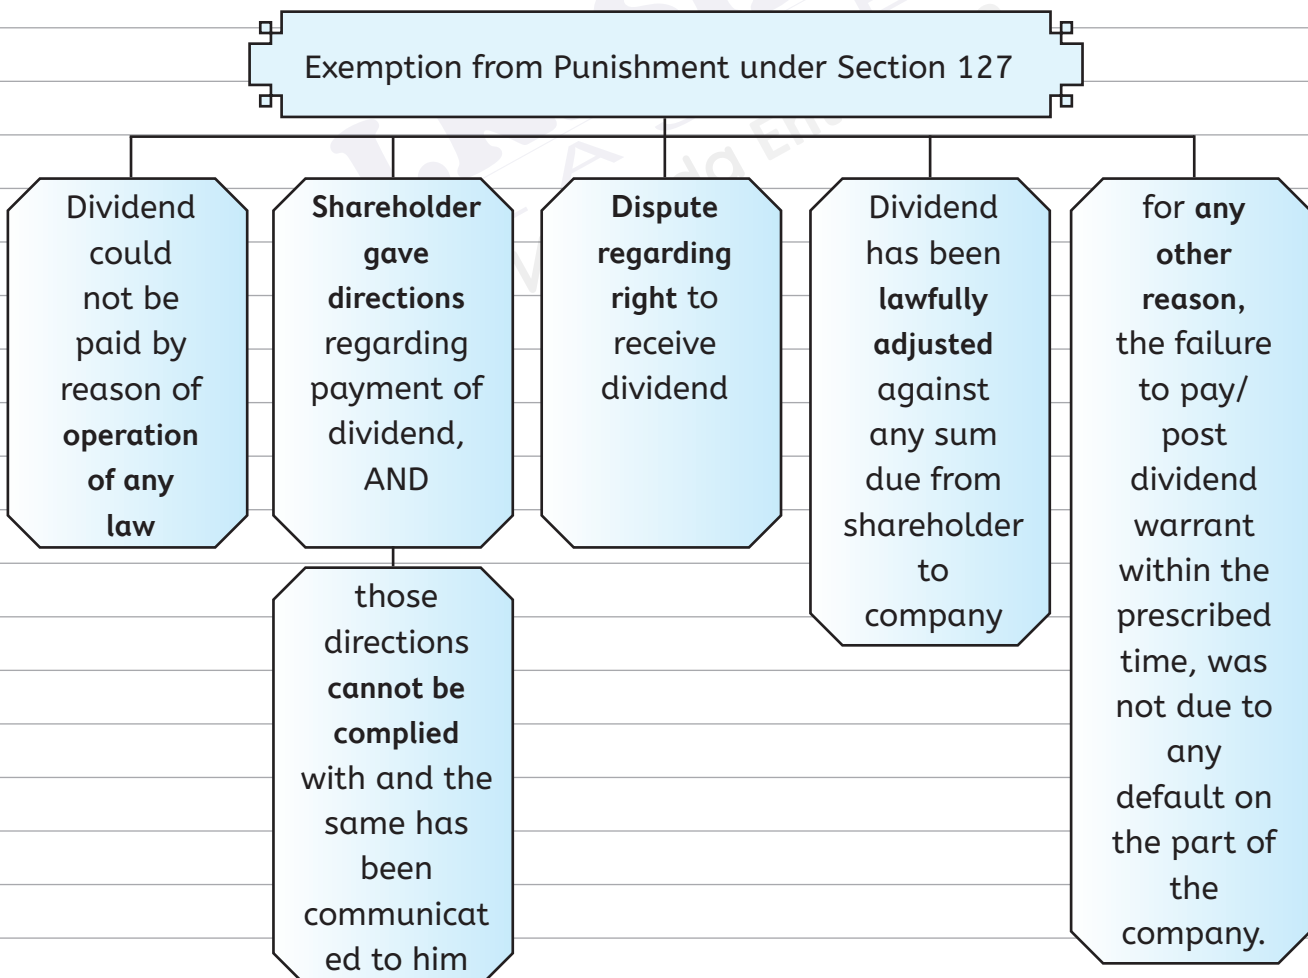 Exemption from Punishment under Section 127
Dividend
could
not be
paid by
reason of
operation
of any
law
Shareholder
gave
directions
regarding
payment of
dividend,
AND
those
directions
cannot be
complied
with and the
same has
been
communicat
ed to him
Dispute
regarding
right to
receive
dividend
Dividend
has been
lawfully
adjusted
against
any sum
due from
shareholder
to
company
for any
other
reason,
the failure
to pay/
post
dividend
warrant
within the
prescribed
time, was
not due to
any
default on
the part of
the
company.